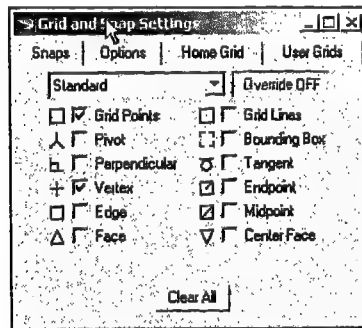 Grid and Snap Settings
Snaps Options Home Grid User Grids
Standard Override OFF
Grid Points Grid Lines
Pivot Bounding Box
Perpendicular Tangent
Vertex Endpoint
Edge Midpoint
Face Center Face
Clear All